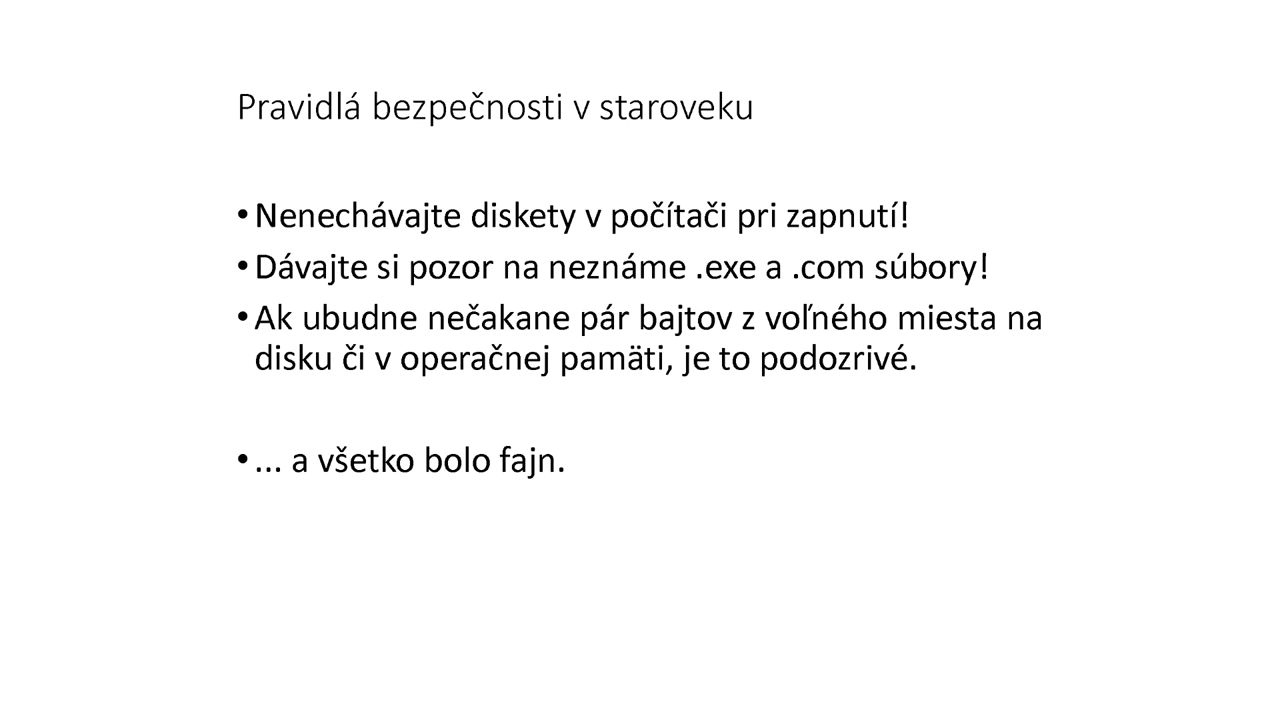 Pravidlá bezpečnosti v staroveku
• Nenechávajte diskety v počítači pri zapnutí!
• Dávajte si pozor na neznáme .exe a .com súbory!
• Ak ubudne nečakane pár bajtov z voľného miesta na
disku či v operačnej pamäti, je to podozrivé.
• ... a všetko bolo fajn.